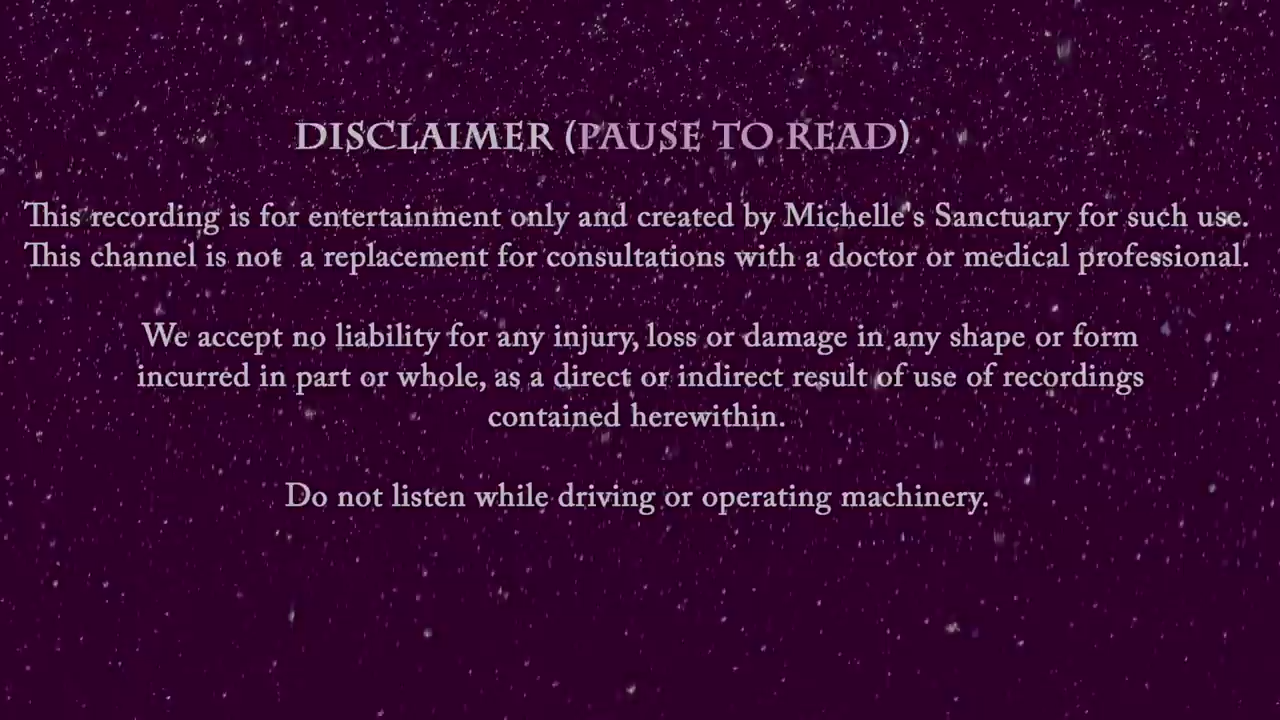 DISCLAIMER (PAUSE TO READ)
This recording is for entertainment only and created by Michelle's Sanctuary for such use.
This channel is not  a replacement for consultations with a doctor or medical professional.
We accept no liability for any injury, loss or damage in any shape or form
incurred in part or whole, as a direct or indirect result of use of recordings
contained herewithin.
Do not listen while driving or operating machinery.